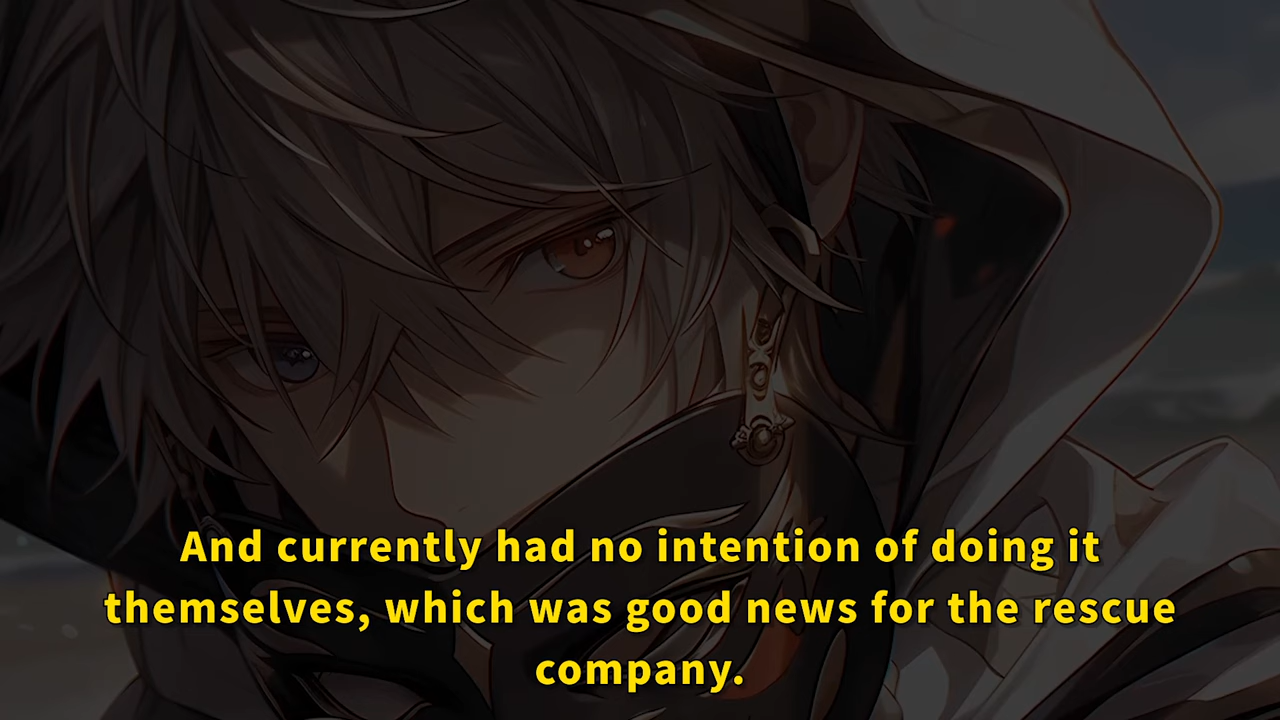 And currently had no intention of doing it
themselves, which was good news for the rescue
company.